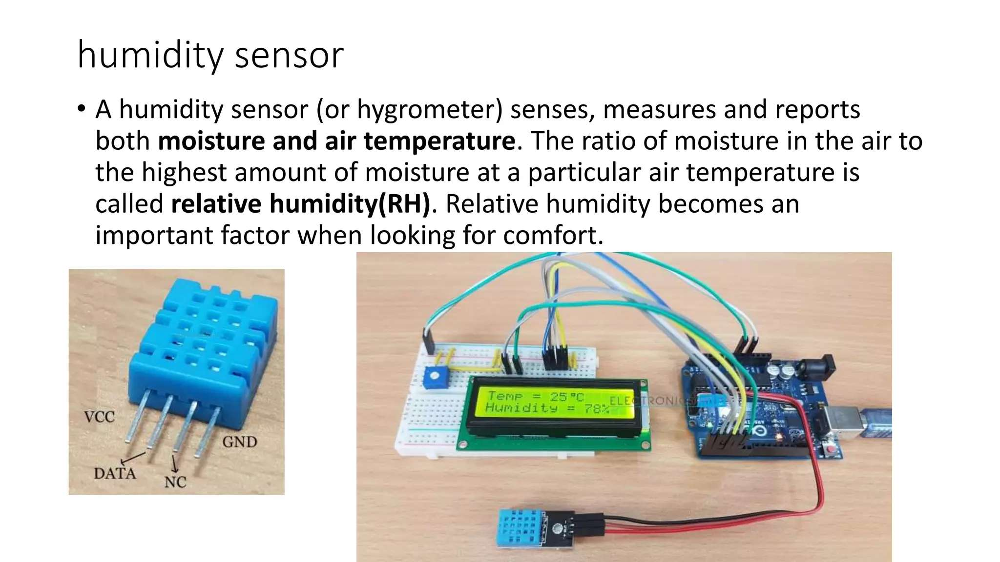 humidity sensor
• A humidity sensor (or hygrometer) senses, measures and reports
both moisture and air temperature. The ratio of moisture in the air to
the highest amount of moisture at a particular air temperature is
called relative humidity(RH). Relative humidity becomes an
important factor when looking for comfort.
VCC
GND
DATA
NC
Temp = 25°C
Humidity = 78%
ELECTRONICS